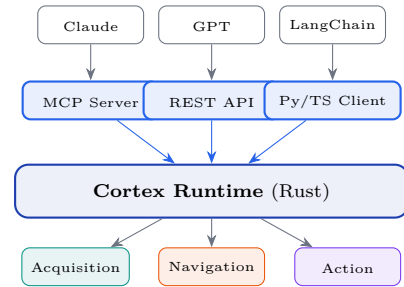 Claude GPT LangChain
MCP Server REST API Py/TS Client
Cortex Runtime (Rust)
Acquisition Navigation Action